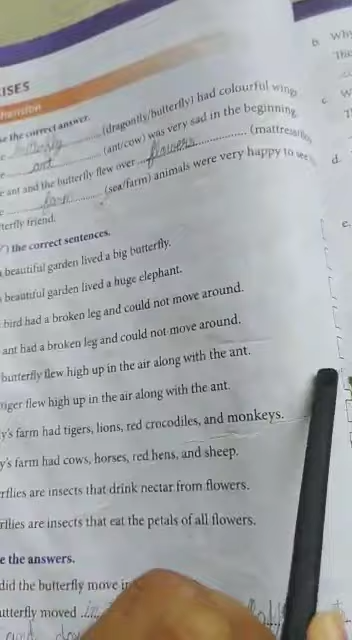 b. Why
ISES
c. W
the correct answer.
(dragonfly/butterfly) had colourful wings
ant (ant/cow) was very sad in the beginning.
e ant and the butterfly flew over flowers (mattress/
d.
farm (sea/farm) animals were very happy to see
terfly friend.
e.
the correct sentences.
beautiful garden lived a big butterfly.
beautiful garden lived a huge elephant.
bird had a broken leg and could not move around.
ant had a broken leg and could not move around.
butterfly flew high up in the air along with the ant.
tiger flew high up in the air along with the ant.
y's farm had tigers, lions, red crocodiles, and monkeys.
y's farm had cows, horses, red hens, and sheep.
rflies are insects that drink nectar from flowers.
rflies are insects that eat the petals of all flowers.
e the answers.
did the butterfly move
utterfly moved
and